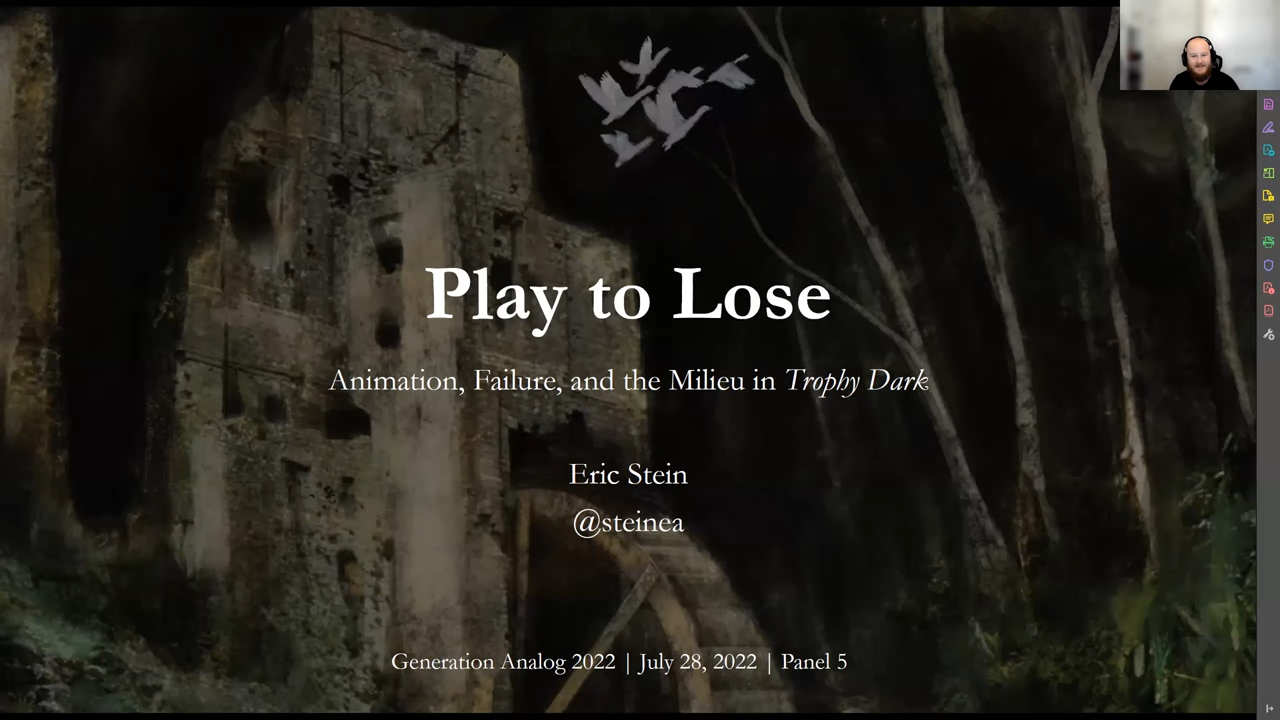 Play to Lose
Animation, Failure, and the Milieu in Trophy Dark
Eric Stein
@steinea
Generation Analog 2022 | July 28, 2022 | Panel 5